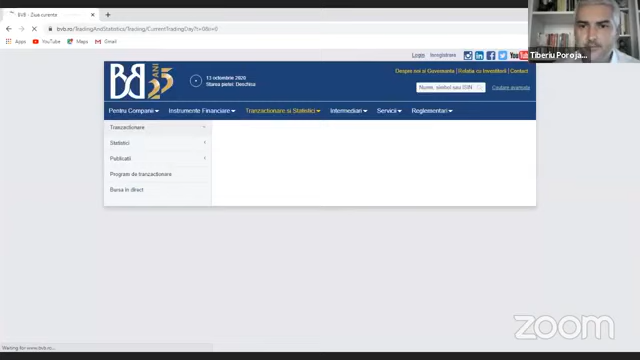 BVB - Ziua curenta
bvb.ro/TradingAndStatistics/Trading/CurrentTradingDay?t=0&i=0
Apps YouTube Maps Gmail
Tiberiu Poroja...
Login Inregistrare
BVB 25 ANI
13 octombrie 2020
Starea pietei: Deschisa
Despre noi si Guvernanta | Relatia cu Investitorii | Contact
Nume, simbol sau ISIN
Cautare avansata
Pentru Companii Instrumente Financiare Tranzactionare si Statistici Intermediari Servicii Reglementari
Tranzactionare
Statistici
Publicatii
Program de tranzactionare
Bursa in direct
zoom
Waiting for www.bvb.ro...